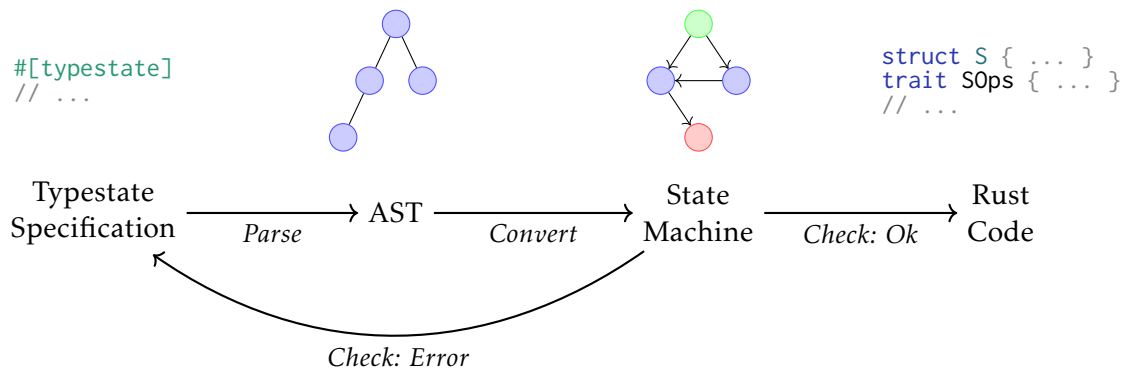 #[typestate]
// ...
struct S { ... }
trait SOps { ... }
// ...
Typestate
Specification
Parse
AST
Convert
State
Machine
Check: Ok
Rust
Code
Check: Error